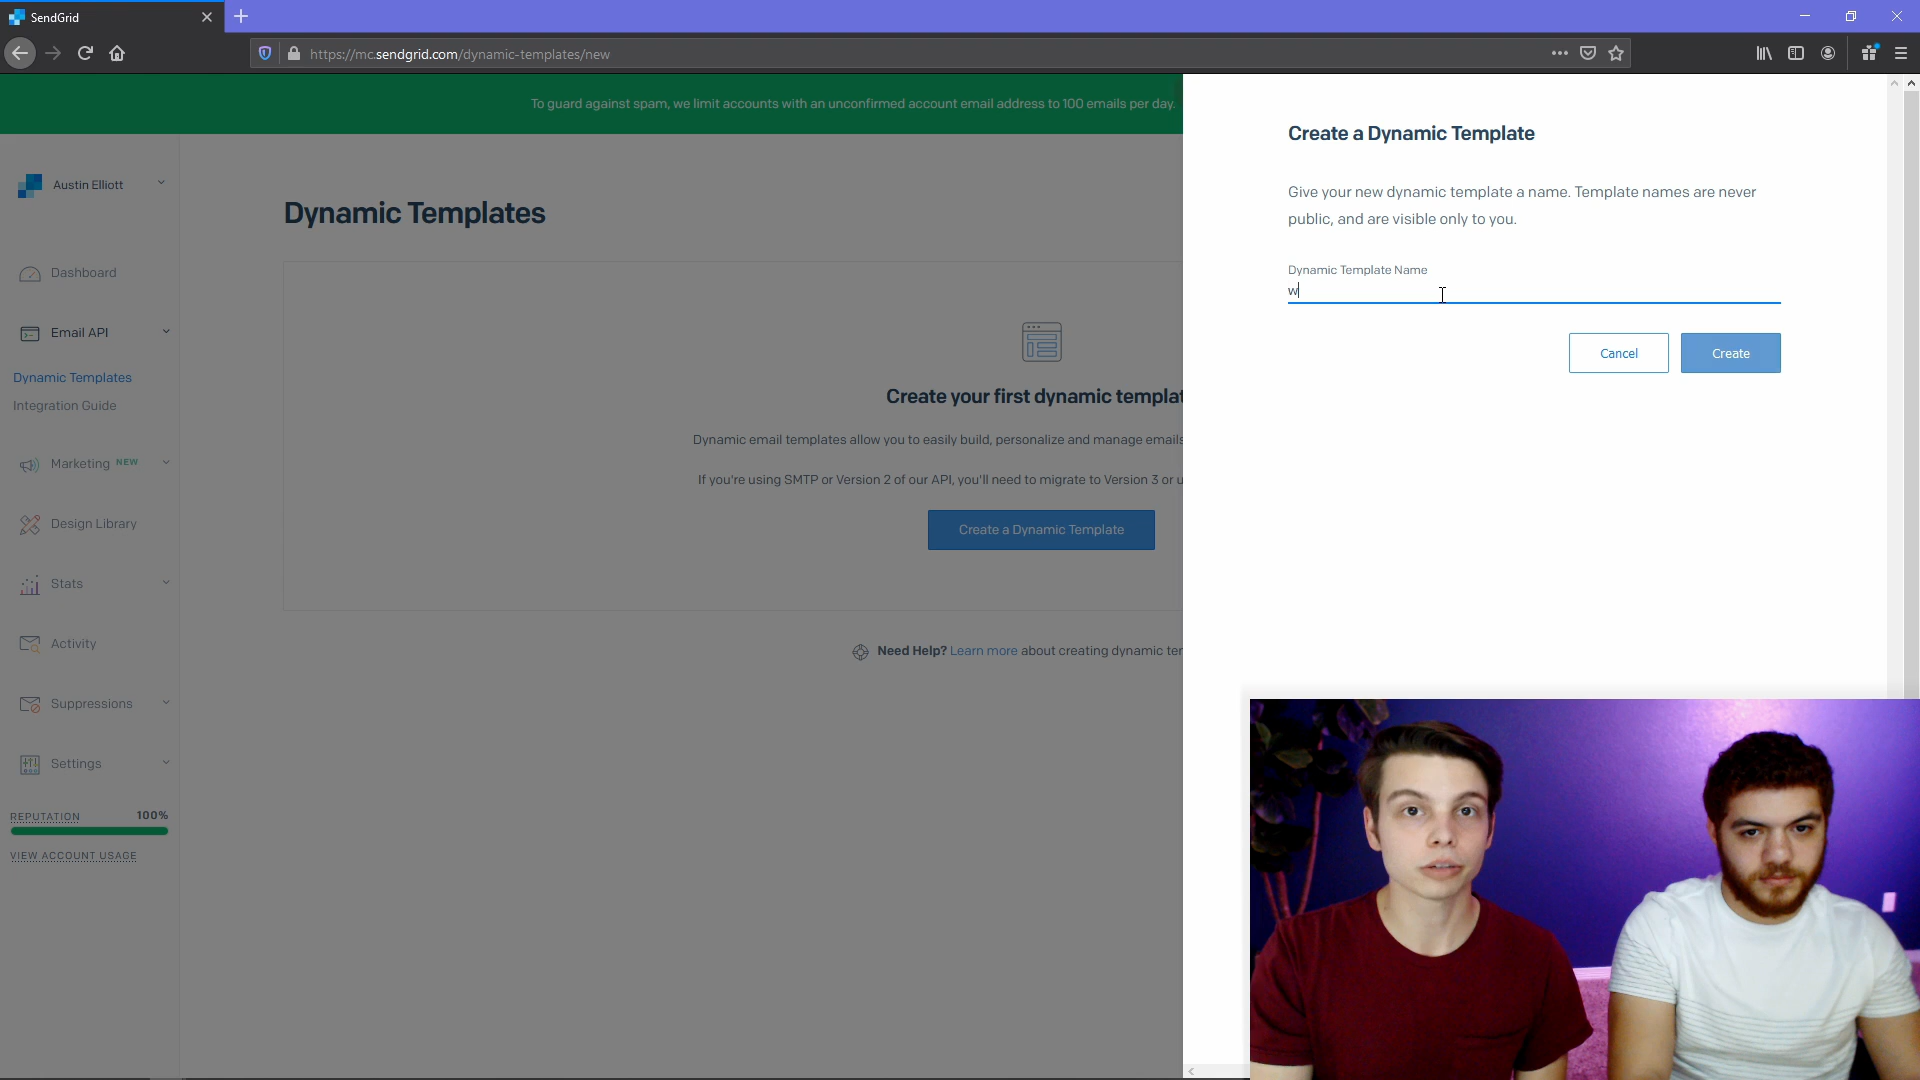 SendGrid
https://mc.sendgrid.com/dynamic-templates/new
To guard against spam, we limit accounts with an unconfirmed account email address to 100 emails per day.
Austin Elliott
Dashboard
Email API
Dynamic Templates
Integration Guide
Marketing NEW
Design Library
Stats
Activity
Suppressions
Settings
REPUTATION 100%
VIEW ACCOUNT USAGE
Dynamic Templates
Create your first dynamic templat
Dynamic email templates allow you to easily build, personalize and manage emails
If you're using SMTP or Version 2 of our API, you'll need to migrate to Version 3 or u
Create a Dynamic Template
Need Help? Learn more about creating dynamic ter
Create a Dynamic Template
Give your new dynamic template a name. Template names are never
public, and are visible only to you.
Dynamic Template Name
w
Cancel
Create